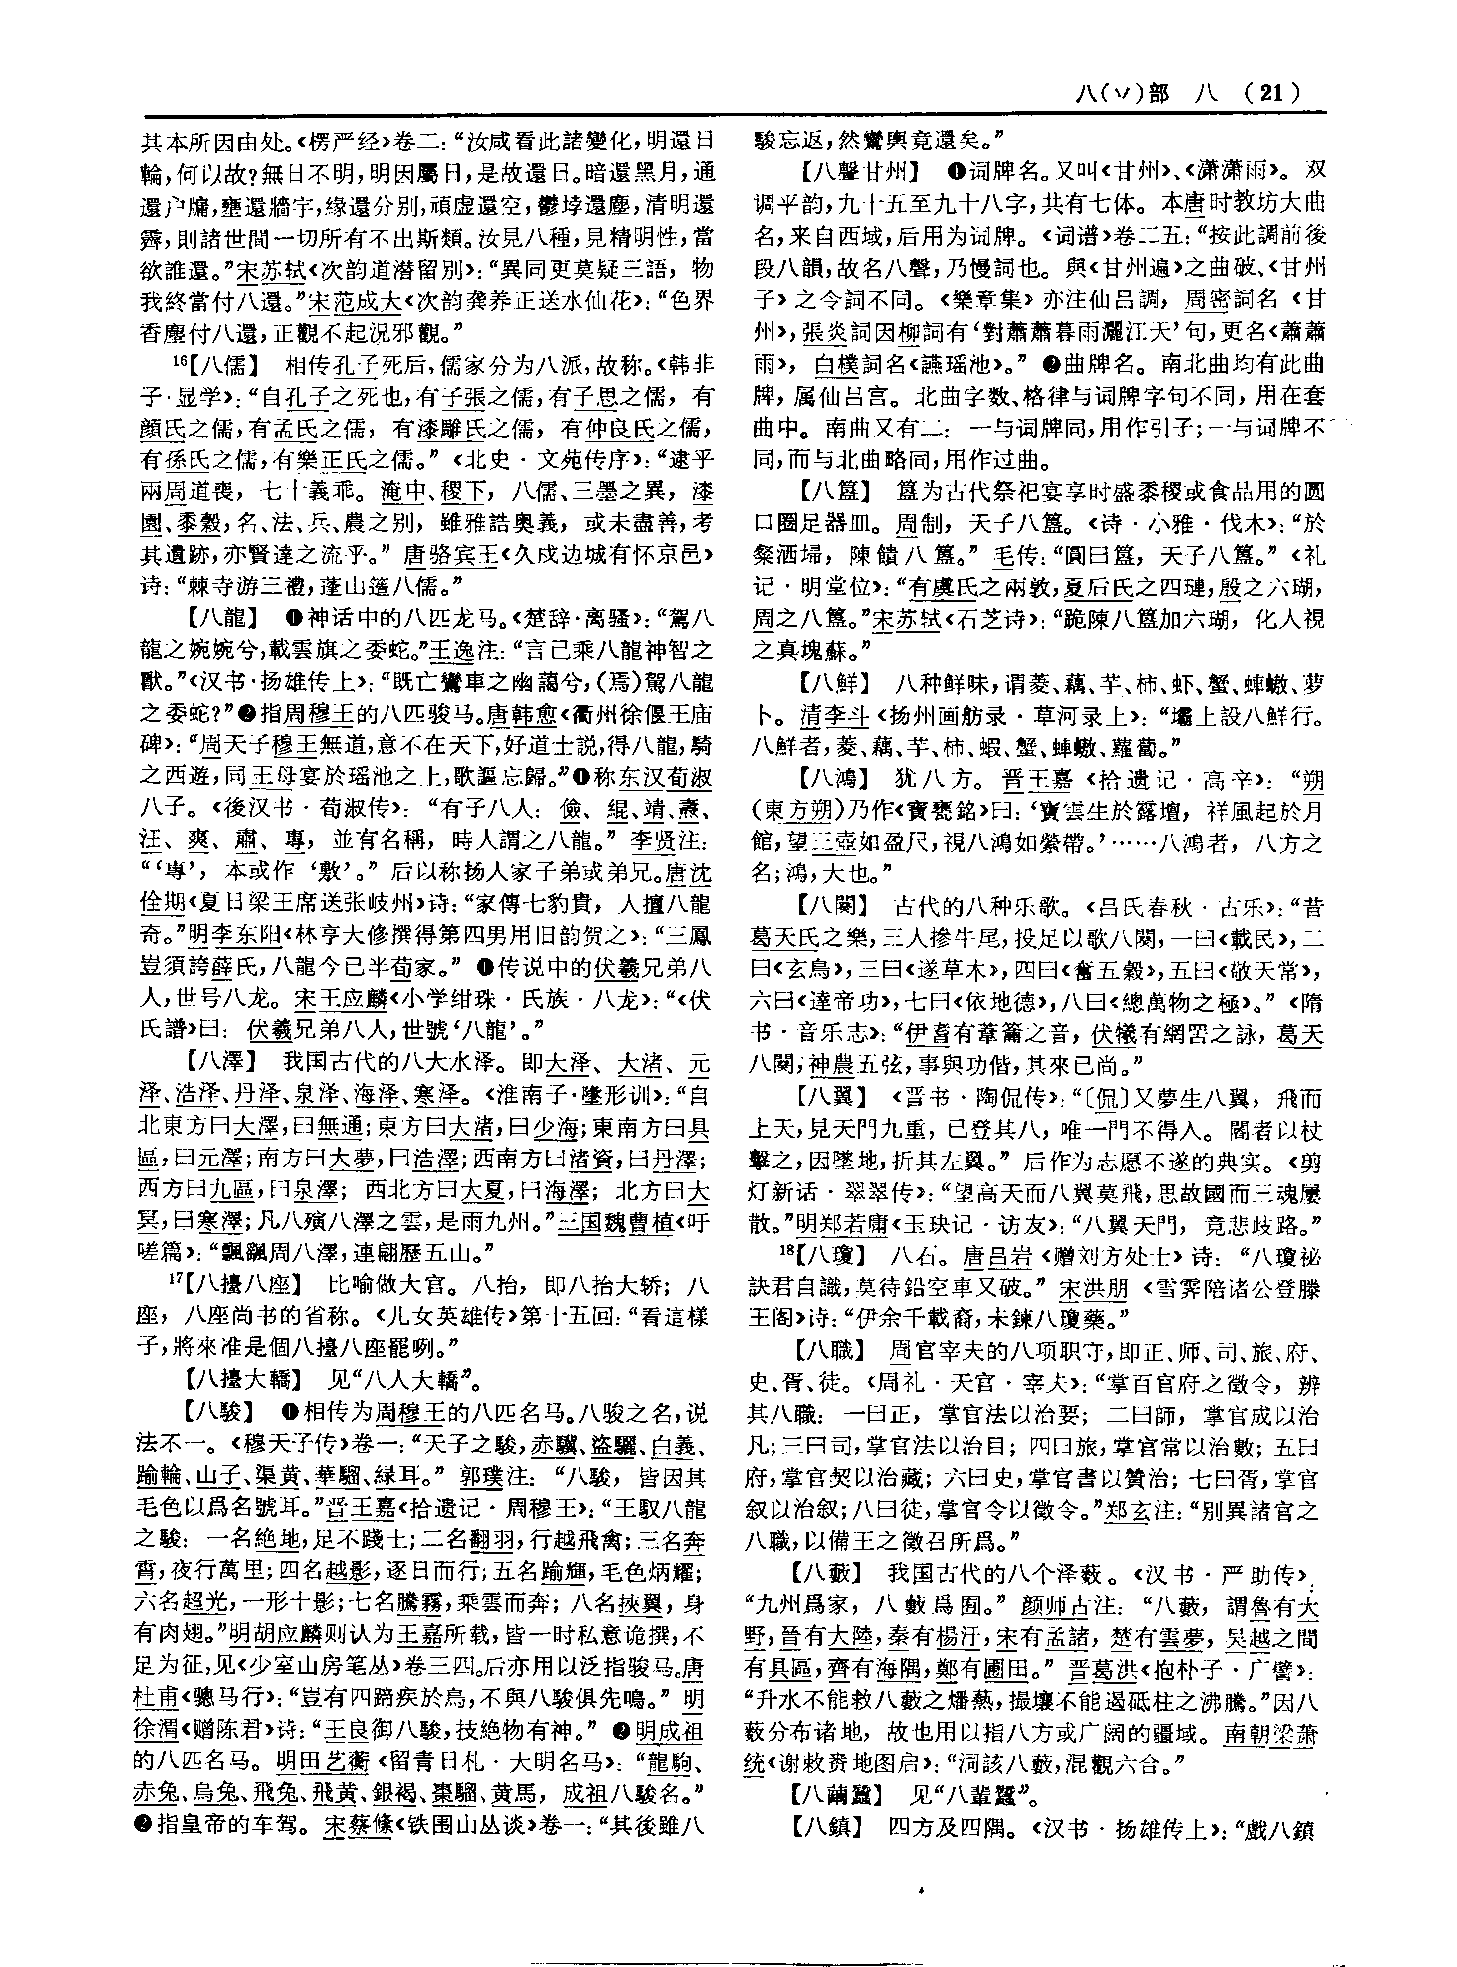 八(丷)部　八　(21)
其本所因由处。《楞严经》卷二：“汝咸看此諸變化，明還日
輪，何以故？無日不明，明因屬日，是故還日。暗還黑月，通
還户牖，壅還牆宇，緣還分别，頑虚還空，鬱𡋯還塵，清明還
霽，則諸世間一切所有不出斯類。汝見八種，見精明性，當
欲誰還。”宋苏轼《次韵道潜留别》：“異同更莫疑三語，物
我終當付八還。”宋范成大《次韵龚养正送水仙花》：“色界
香塵付八還，正觀不起況邪觀。”
16【八儒】　相传孔子死后，儒家分为八派，故称。《韩非
子·显学》：“自孔子之死也，有子張之儒，有子思之儒，有
顔氏之儒，有孟氏之儒，有漆雕氏之儒，有仲良氏之儒，
有孫氏之儒，有樂正氏之儒。”《北史·文苑传序》：“逮乎
兩周道喪，七十義乖。淹中、稷下，八儒、三墨之異，漆
園、黍穀，名、法、兵、農之别，雖雅誥奥義，或未盡善，考
其遺跡，亦賢達之流乎。”唐骆宾王《久戍边城有怀京邑》
诗：“棘寺游三禮，蓬山簉八儒。”
【八龍】　❶神话中的八匹龙马。《楚辞·离骚》：“駕八
龍之婉婉兮，載雲旗之委蛇。”王逸注：“言己乘八龍神智之
獸。”《汉书·扬雄传上》：“既亡鸞車之幽藹兮，(焉)駕八龍
之委蛇？”❷指周穆王的八匹骏马。唐韩愈《衢州徐偃王庙
碑》：“周天子穆王無道，意不在天下，好道士説，得八龍，騎
之西遊，同王母宴於瑶池之上，歌謳忘歸。”❸称东汉荀淑
八子。《後汉书·荀淑传》：“有子八人：儉、緄、靖、燾、
汪、爽、肅、專，並有名稱，時人謂之八龍。”李贤注：
“‘專’，本或作‘敷’。”后以称扬人家子弟或弟兄。唐沈
佺期《夏日梁王席送张岐州》诗：“家傳七豹貴，人擅八龍
奇。”明李东阳《林亨大修撰得第四男用旧韵贺之》：“三鳳
豈須誇薛氏，八龍今已半荀家。”❹传说中的伏羲兄弟八
人，世号八龙。宋王应麟《小学绀珠·氏族·八龙》：“《伏
氏譜》曰：伏羲兄弟八人，世號‘八龍’。”
【八澤】　我国古代的八大水泽。即大泽、大渚、元
泽、浩泽、丹泽、泉泽、海泽、寒泽。《淮南子·墬形训》：“自
北東方曰大澤，曰無通；東方曰大渚，曰少海；東南方曰具
區，曰元澤；南方曰大夢，曰浩澤；西南方曰渚資，曰丹澤；
西方曰九區，曰泉澤；西北方曰大夏，曰海澤；北方曰大
冥，曰寒澤；凡八殥八澤之雲，是雨九州。”三国魏曹植《吁
嗟篇》：“飄飖周八澤，連翩歷五山。”
17【八擡八座】　比喻做大官。八抬，即八抬大轿；八
座，八座尚书的省称。《儿女英雄传》第十五回：“看這樣
子，將來准是個八擡八座罷咧。”
【八擡大轎】　见“八人大轎”。
【八駿】　❶相传为周穆王的八匹名马。八骏之名，说
法不一。《穆天子传》卷一：“天子之駿，赤驥、盗驪、白義、
踰輪、山子、渠黄、華騮、緑耳。”郭璞注：“八駿，皆因其
毛色以爲名號耳。”晋王嘉《拾遗记·周穆王》：“王馭八龍
之駿：一名絶地，足不踐土；二名翻羽，行越飛禽；三名奔
霄，夜行萬里；四名越影，逐日而行；五名踰輝，毛色炳耀；
六名超光，一形十影；七名騰霧，乘雲而奔；八名挾翼，身
有肉翅。”明胡应麟则认为王嘉所载，皆一时私意诡撰，不
足为征，见《少室山房笔丛》卷三四。后亦用以泛指骏马。唐
杜甫《骢马行》：“豈有四蹄疾於鳥，不與八駿俱先鳴。”明
徐渭《赠陈君》诗：“王良御八駿，技絶物有神。”❷明成祖
的八匹名马。明田艺蘅《留青日札·大明名马》：“龍駒、
赤兔、烏兔、飛兔、飛黄、銀褐、棗騮、黄馬，成祖八駿名。”
❸指皇帝的车驾。宋蔡絛《铁围山丛谈》卷一：“其後雖八
駿忘返，然鸞輿竟還矣。”
【八聲甘州】　❶词牌名。又叫《甘州》、《潇潇雨》。双
调平韵，九十五至九十八字，共有七体。本唐时教坊大曲
名，来自西域，后用为词牌。《词谱》卷二五：“按此調前後
段八韻，故名八聲，乃慢詞也。與《甘州遍》之曲破、《甘州
子》之令詞不同。《樂章集》亦注仙吕調，周密詞名《甘
州》，張炎詞因柳詞有‘對蕭蕭暮雨灑江天’句，更名《蕭蕭
雨》，白樸詞名《讌瑶池》。”❷曲牌名。南北曲均有此曲
牌，属仙吕宫。北曲字数、格律与词牌字句不同，用在套
曲中。南曲又有二：一与词牌同，用作引子；一与词牌不
同，而与北曲略同，用作过曲。
【八簋】　簋为古代祭祀宴享时盛黍稷或食品用的圆
口圈足器皿。周制，天子八簋。《诗·小雅·伐木》：“於
粲洒埽，陳饋八簋。”毛传：“圓曰簋，天子八簋。”《礼
记·明堂位》：“有虞氏之兩敦，夏后氏之四璉，殷之六瑚，
周之八簋。”宋苏轼《石芝诗》：“跪陳八簋加六瑚，化人視
之真塊蘇。”
【八鮮】　八种鲜味，谓菱、藕、芋、柿、虾、蟹、蛼螯、萝
卜。清李斗《扬州画舫录·草河录上》：“壩上設八鮮行。
八鮮者，菱、藕、芋、柿、蝦、蟹、蛼螯、蘿蔔。”
【八鴻】　犹八方。晋王嘉《拾遗记·高辛》：“朔
(東方朔)乃作《寶甕銘》曰：‘寶雲生於露壇，祥風起於月
館，望三壺如盈尺，視八鴻如縈帶。’……八鴻者，八方之
名；鴻，大也。”
【八闋】　古代的八种乐歌。《吕氏春秋·古乐》：“昔
葛天氏之樂，三人摻牛尾，投足以歌八闋，一曰《載民》，二
曰《玄鳥》，三曰《遂草木》，四曰《奮五穀》，五曰《敬天常》，
六曰《達帝功》，七曰《依地德》，八曰《總萬物之極》。”《隋
书·音乐志》：“伊耆有葦籥之音，伏犧有網罟之詠，葛天
八闋，神農五弦，事與功偕，其來已尚。”
【八翼】　《晋书·陶侃传》：“〔侃〕又夢生八翼，飛而
上天，見天門九重，已登其八，唯一門不得入。閽者以杖
擊之，因墜地，折其左翼。”后作为志愿不遂的典实。《剪
灯新话·翠翠传》：“望高天而八翼莫飛，思故國而三魂屢
散。”明郑若庸《玉玦记·访友》：“八翼天門，竟悲歧路。”
18【八瓊】　八石。唐吕岩《赠刘方处士》诗：“八瓊祕
訣君自識，莫待鉛空車又破。”宋洪朋《雪霁陪诸公登滕
王阁》诗：“伊余千載裔，未鍊八瓊藥。”
【八職】　周官宰夫的八项职守，即正、师、司、旅、府、
史、胥、徒。《周礼·天官·宰夫》：“掌百官府之徵令，辨
其八職：一曰正，掌官法以治要；二曰師，掌官成以治
凡；三曰司，掌官法以治目；四曰旅，掌官常以治數；五曰
府，掌官契以治藏；六曰史，掌官書以贊治；七曰胥，掌官
叙以治叙；八曰徒，掌官令以徵令。”郑玄注：“别異諸官之
八職，以備王之徵召所爲。”
【八藪】　我国古代的八个泽薮。《汉书·严助传》：
“九州爲家，八藪爲囿。”颜师古注：“八藪，謂魯有大
野，晉有大陸，秦有楊汙，宋有孟諸，楚有雲夢，吴越之間
有具區，齊有海隅，鄭有圃田。”晋葛洪《抱朴子·广譬》：
“升水不能救八藪之燔爇，撮壤不能遏砥柱之沸騰。”因八
薮分布诸地，故也用以指八方或广阔的疆域。南朝梁萧
统《谢敕赉地图启》：“洞該八藪，混觀六合。”
【八繭蠶】　见“八輩蠶”。
【八鎮】　四方及四隅。《汉书·扬雄传上》：“戲八鎮